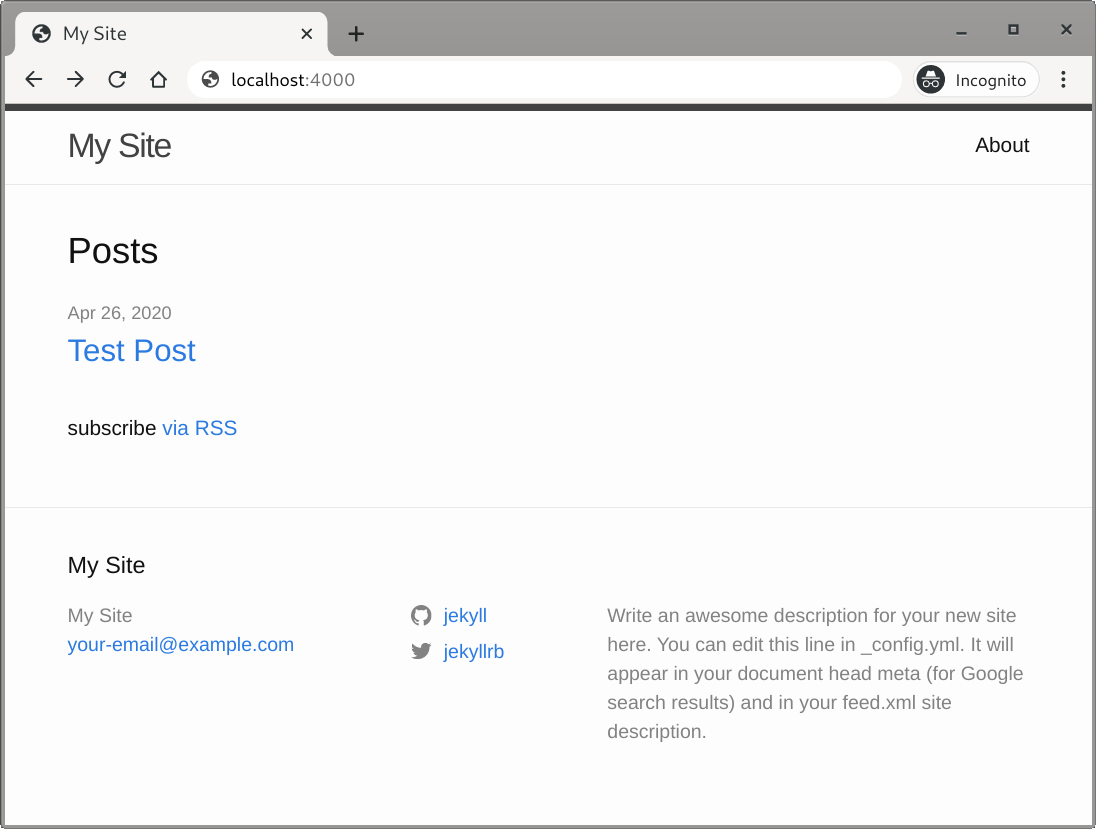 My Site
localhost:4000
Incognito
My Site
About
Posts
Apr 26, 2020
Test Post
subscribe via RSS
My Site
My Site
your-email@example.com
jekyll
jekyllrb
Write an awesome description for your new site
here. You can edit this line in _config.yml. It will
appear in your document head meta (for Google
search results) and in your feed.xml site
description.